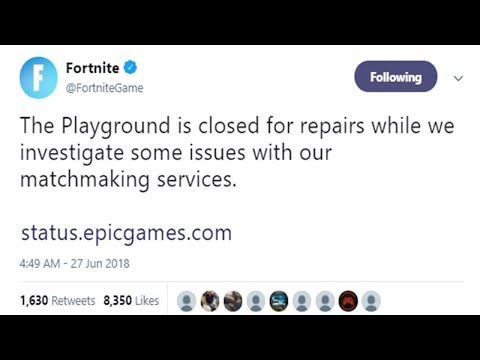 Fortnite
@FortniteGame
Following
The Playground is closed for repairs while we
investigate some issues with our
matchmaking services.
status.epicgames.com
4:49 AM - 27 Jun 2018
1,630 Retweets 8,350 Likes